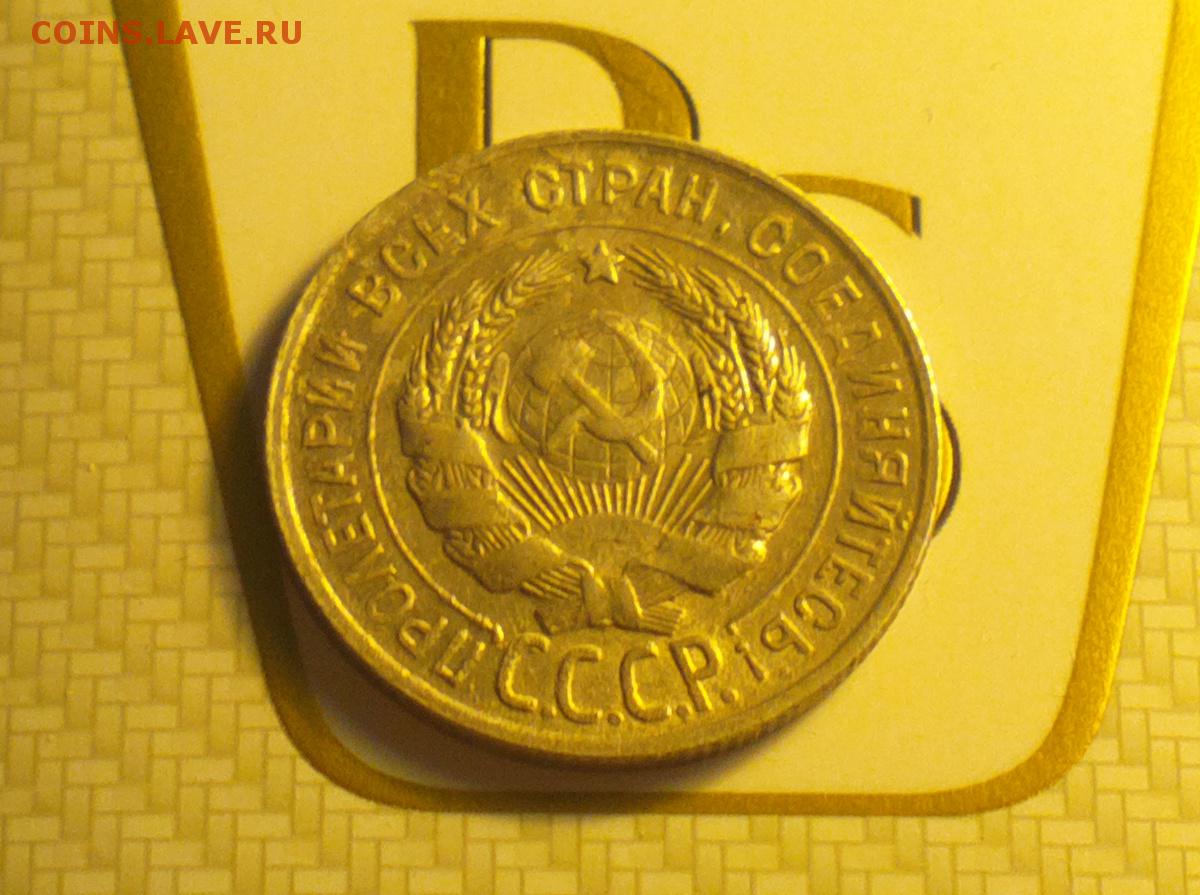 COINS.LAVE.RU
ПРОЛЕТАРИИ ВСЕХ СТРАН, СОЕДИНЯЙТЕСЬ!
С.С.С.Р.